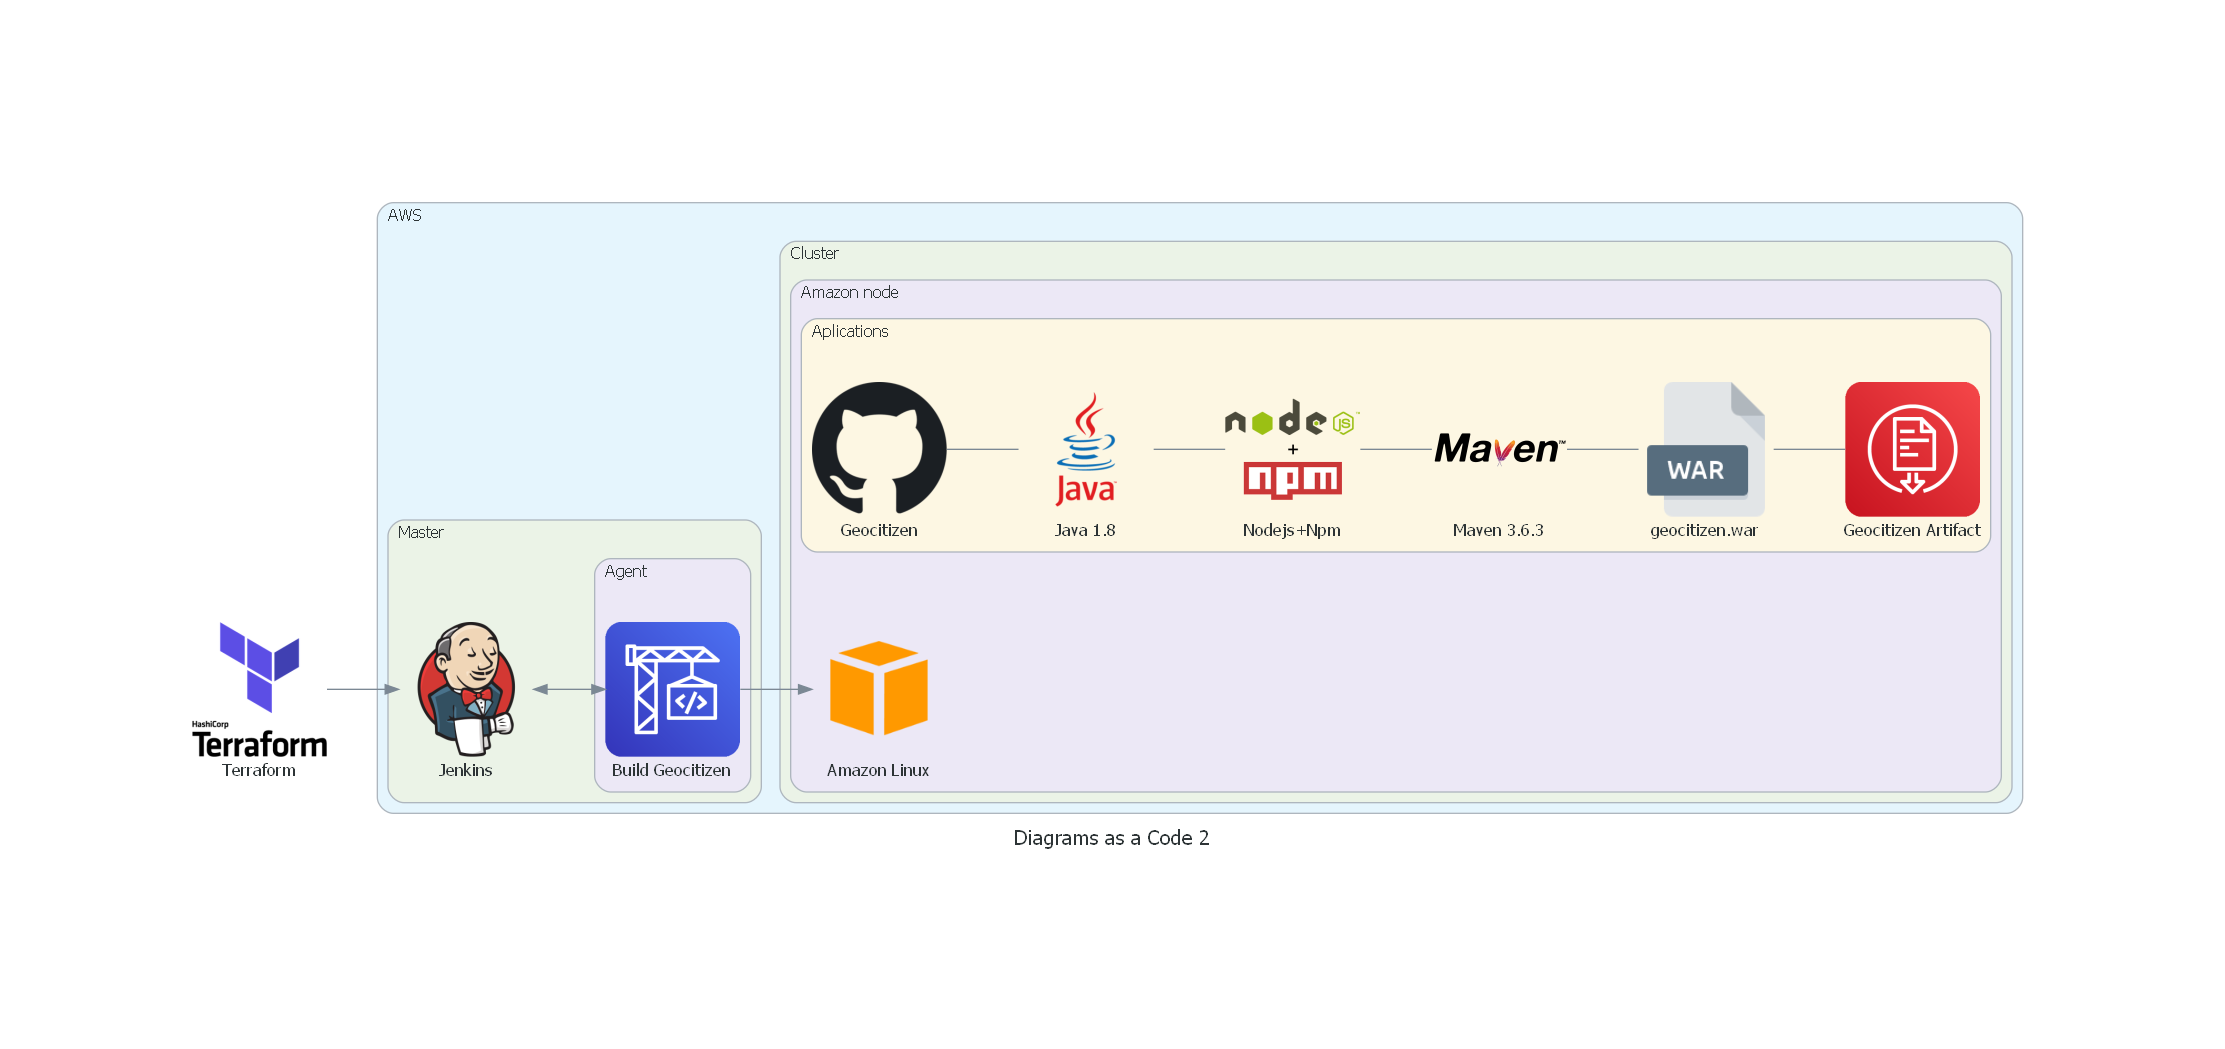 AWS
Cluster
Amazon node
Aplications
node JS
+
npm
Java
Maven™
WAR
Geocitizen
Java 1.8
Nodejs+Npm
Maven 3.6.3
geocitizen.war
Geocitizen Artifact
Master
Agent
</>
HashiCorp
Terraform
Terraform
Jenkins
Build Geocitizen
Amazon Linux
Diagrams as a Code 2